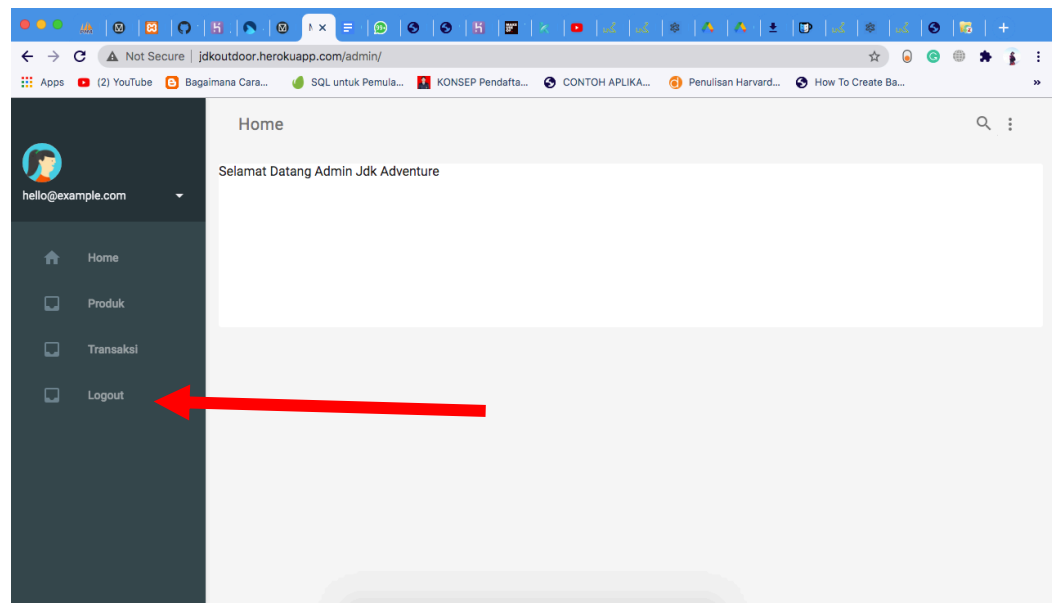 Not Secure | jdkoutdoor.herokuapp.com/admin/
Apps (2) YouTube Bagaimana Cara... SQL untuk Pemula... KONSEP Pendafta... CONTOH APLIKA... Penulisan Harvard... How To Create Ba... »
Home
hello@example.com
Selamat Datang Admin Jdk Adventure
Home
Produk
Transaksi
Logout